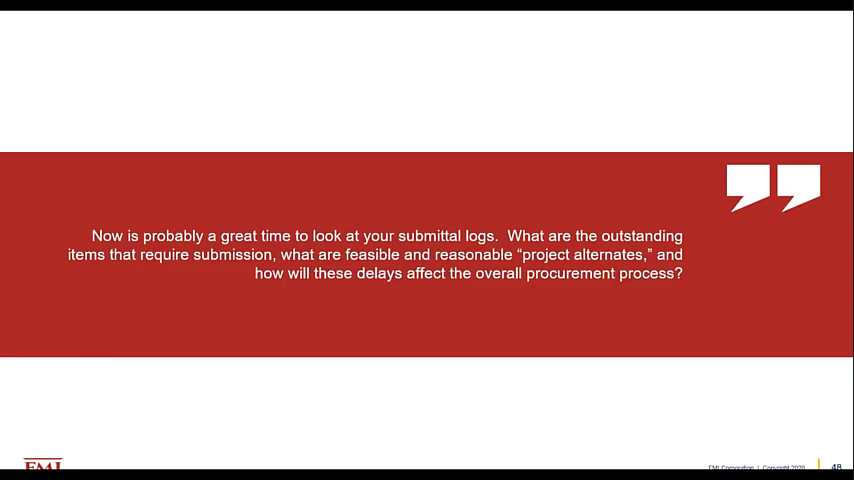 Now is probably a great time to look at your submittal logs.  What are the outstanding
items that require submission, what are feasible and reasonable “project alternates,” and
how will these delays affect the overall procurement process?
FMI
FMI Corporation | Copyright 2020
48